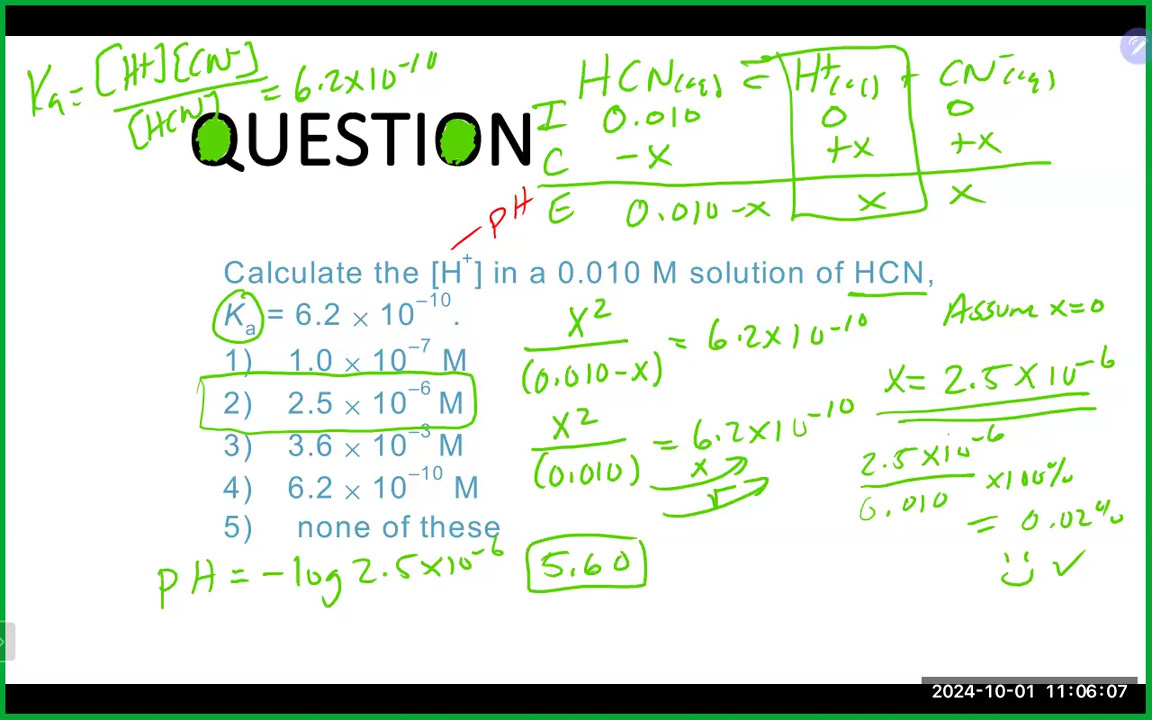 Ka = [H+][CN-] / [HCN] = 6.2x10-10
QUESTION
HCN(aq) ⇌ H+(aq) + CN-(aq)
I 0.010 0 0
C -x +x +x
E 0.010-x x x
pH
Calculate the [H+] in a 0.010 M solution of HCN,
Ka = 6.2 × 10−10.
1) 1.0 × 10−7 M
2) 2.5 × 10−6 M
3) 3.6 × 10−3 M
4) 6.2 × 10−10 M
5) none of these
x2 / (0.010-x) = 6.2x10-10
Assume x=0
x2 / (0.010) = 6.2x10-10
x
√
x = 2.5x10-6
2.5x10-6 / 0.010 x100%
= 0.02%
pH = -log 2.5x10-6 5.60
2024-10-01 11:06:07